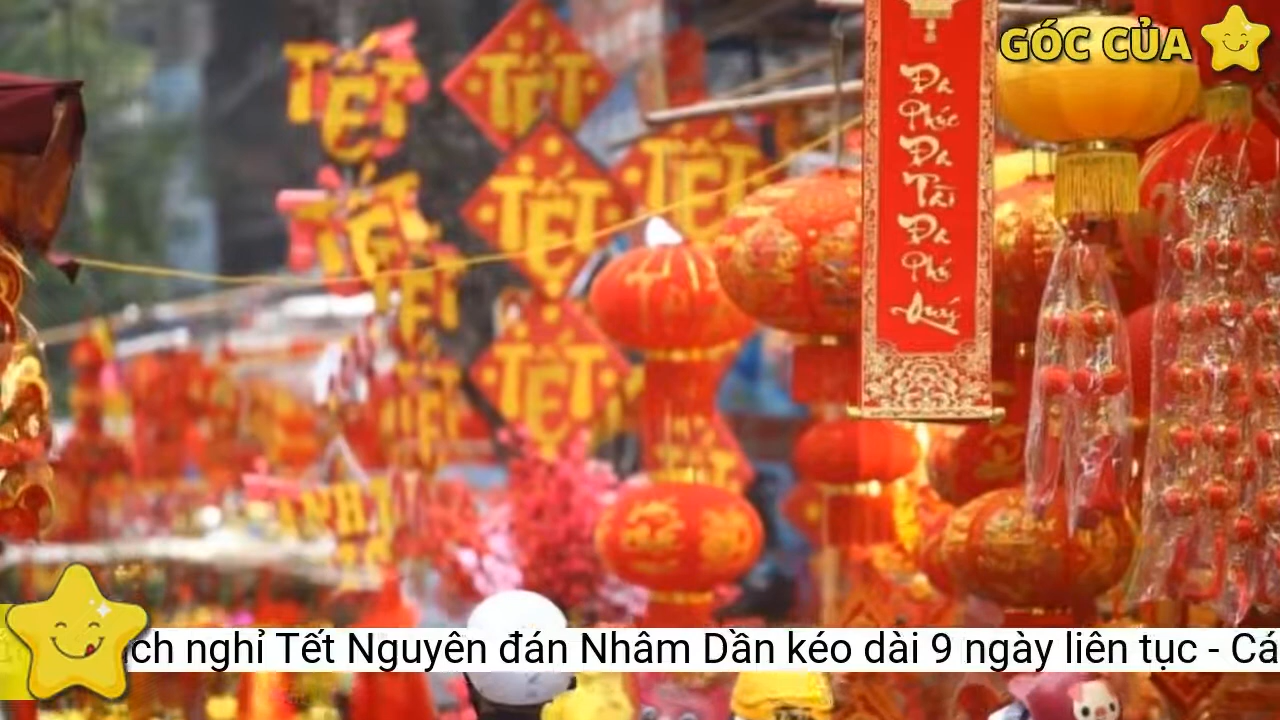 GÓC CỦA
TẾT
TẾT
TẾT
TẾT
TẾT
TẾT
TẾT
TẾT
Đa
Phúc
Đa
Tài
Đa
Phú
Quý
ch nghỉ Tết Nguyên đán Nhâm Dần kéo dài 9 ngày liên tục - Cá